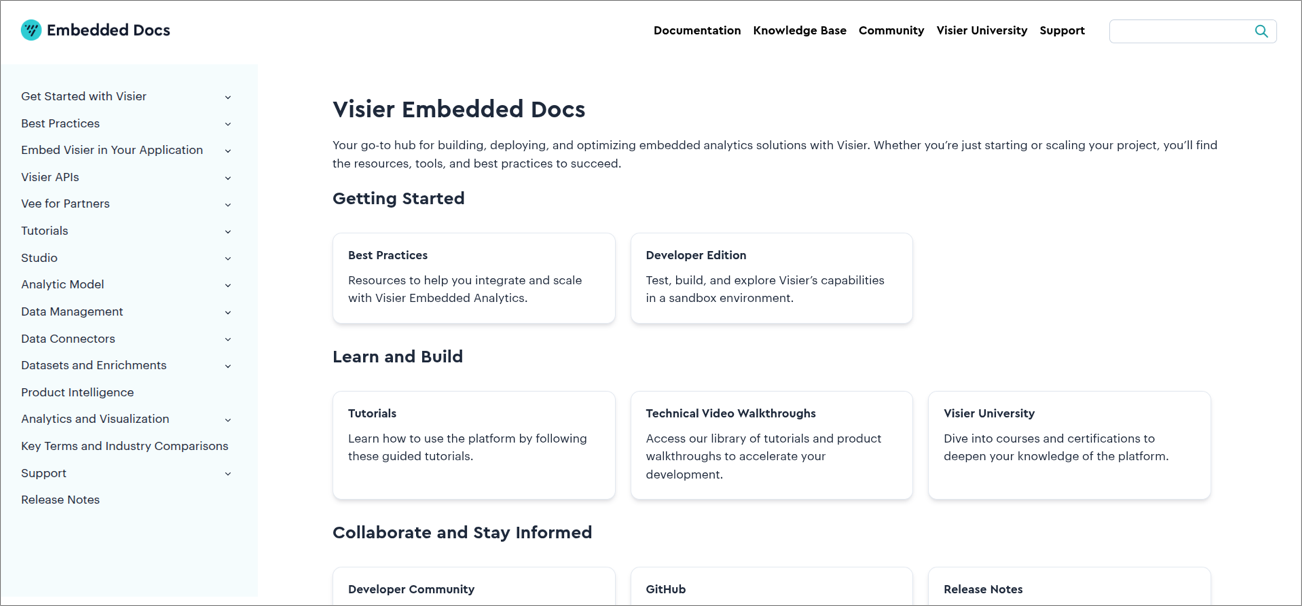 Embedded Docs
Documentation Knowledge Base Community Visier University Support
Get Started with Visier
Best Practices
Embed Visier in Your Application
Visier APIs
Vee for Partners
Tutorials
Studio
Analytic Model
Data Management
Data Connectors
Datasets and Enrichments
Product Intelligence
Analytics and Visualization
Key Terms and Industry Comparisons
Support
Release Notes
Visier Embedded Docs
Your go-to hub for building, deploying, and optimizing embedded analytics solutions with Visier. Whether you’re just starting or scaling your project, you’ll find
the resources, tools, and best practices to succeed.
Getting Started
Best Practices
Resources to help you integrate and scale
with Visier Embedded Analytics.
Developer Edition
Test, build, and explore Visier’s capabilities
in a sandbox environment.
Learn and Build
Tutorials
Learn how to use the platform by following
these guided tutorials.
Technical Video Walkthroughs
Access our library of tutorials and product
walkthroughs to accelerate your
development.
Visier University
Dive into courses and certifications to
deepen your knowledge of the platform.
Collaborate and Stay Informed
Developer Community
GitHub
Release Notes